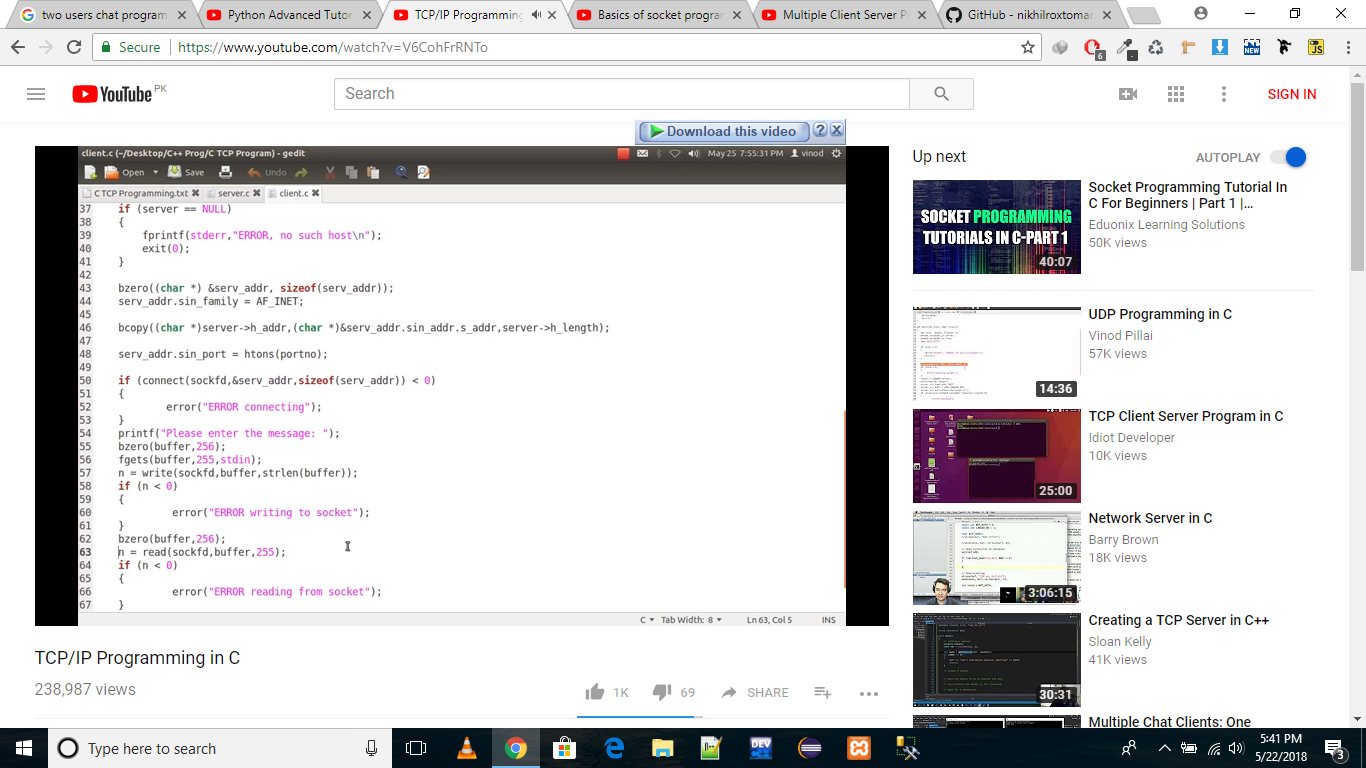 two users chat program
Python Advanced Tutor
TCP/IP Programming
Basics of socket progra
Multiple Client Server P
GitHub - nikhilroxtoma
Secure
https://www.youtube.com/watch?v=V6CohFrRNTo
6
NEW
JS
YouTube PK
Search
SIGN IN
Download this video
?
X
client.c (~/Desktop/C++ Prog/C TCP Program) - gedit
May 25 7:55:31 PM
vinod
Open
Save
Undo
C TCP Programming.txt
server.c
client.c
37 if (server == NULL)
38 {
39 fprintf(stderr,"ERROR, no such host\n");
40 exit(0);
41 }
42
43 bzero((char *) &serv_addr, sizeof(serv_addr));
44 serv_addr.sin_family = AF_INET;
45
46 bcopy((char *)server->h_addr,(char *)&serv_addr.sin_addr.s_addr,server->h_length);
47
48 serv_addr.sin_port = htons(portno);
49
50 if (connect(sockfd,&serv_addr,sizeof(serv_addr)) < 0)
51 {
52 error("ERROR connecting");
53 }
54 printf("Please enter the message: ");
55 bzero(buffer,256);
56 fgets(buffer,255,stdin);
57 n = write(sockfd,buffer,strlen(buffer));
58 if (n < 0)
59 {
60 error("ERROR writing to socket");
61 }
62 bzero(buffer,256);
63 n = read(sockfd,buffer,255);
64 if (n < 0)
65 {
66 error("ERROR reading from socket");
67 }
C
Tab Width: 8
Ln 63, Col 5
INS
TCP/IP Programming in C
238,987 views
1K
69
SHARE
Up next
AUTOPLAY
SOCKET PROGRAMMING
TUTORIALS IN C-PART 1
40:07
Socket Programming Tutorial In
C For Beginners | Part 1 |...
Eduonix Learning Solutions
50K views
14:36
UDP Programming in C
Vinod Pillai
57K views
25:00
TCP Client Server Program in C
Idiot Developer
10K views
3:06:15
Network Server in C
Barry Brown
18K views
30:31
Creating a TCP Server in C++
Sloan Kelly
41K views
Multiple Chat Clients: One
Type here to search
DEV
5:41 PM
5/22/2018
3